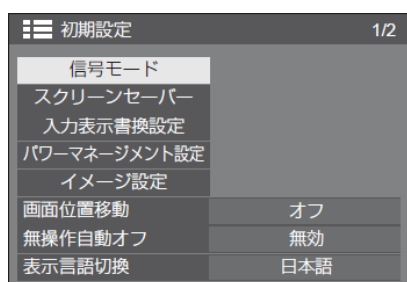 初期設定 1/2
信号モード
スクリーンセーバー
入力表示書換設定
パワーマネージメント設定
イメージ設定
画面位置移動 オフ
無操作自動オフ 無効
表示言語切換 日本語